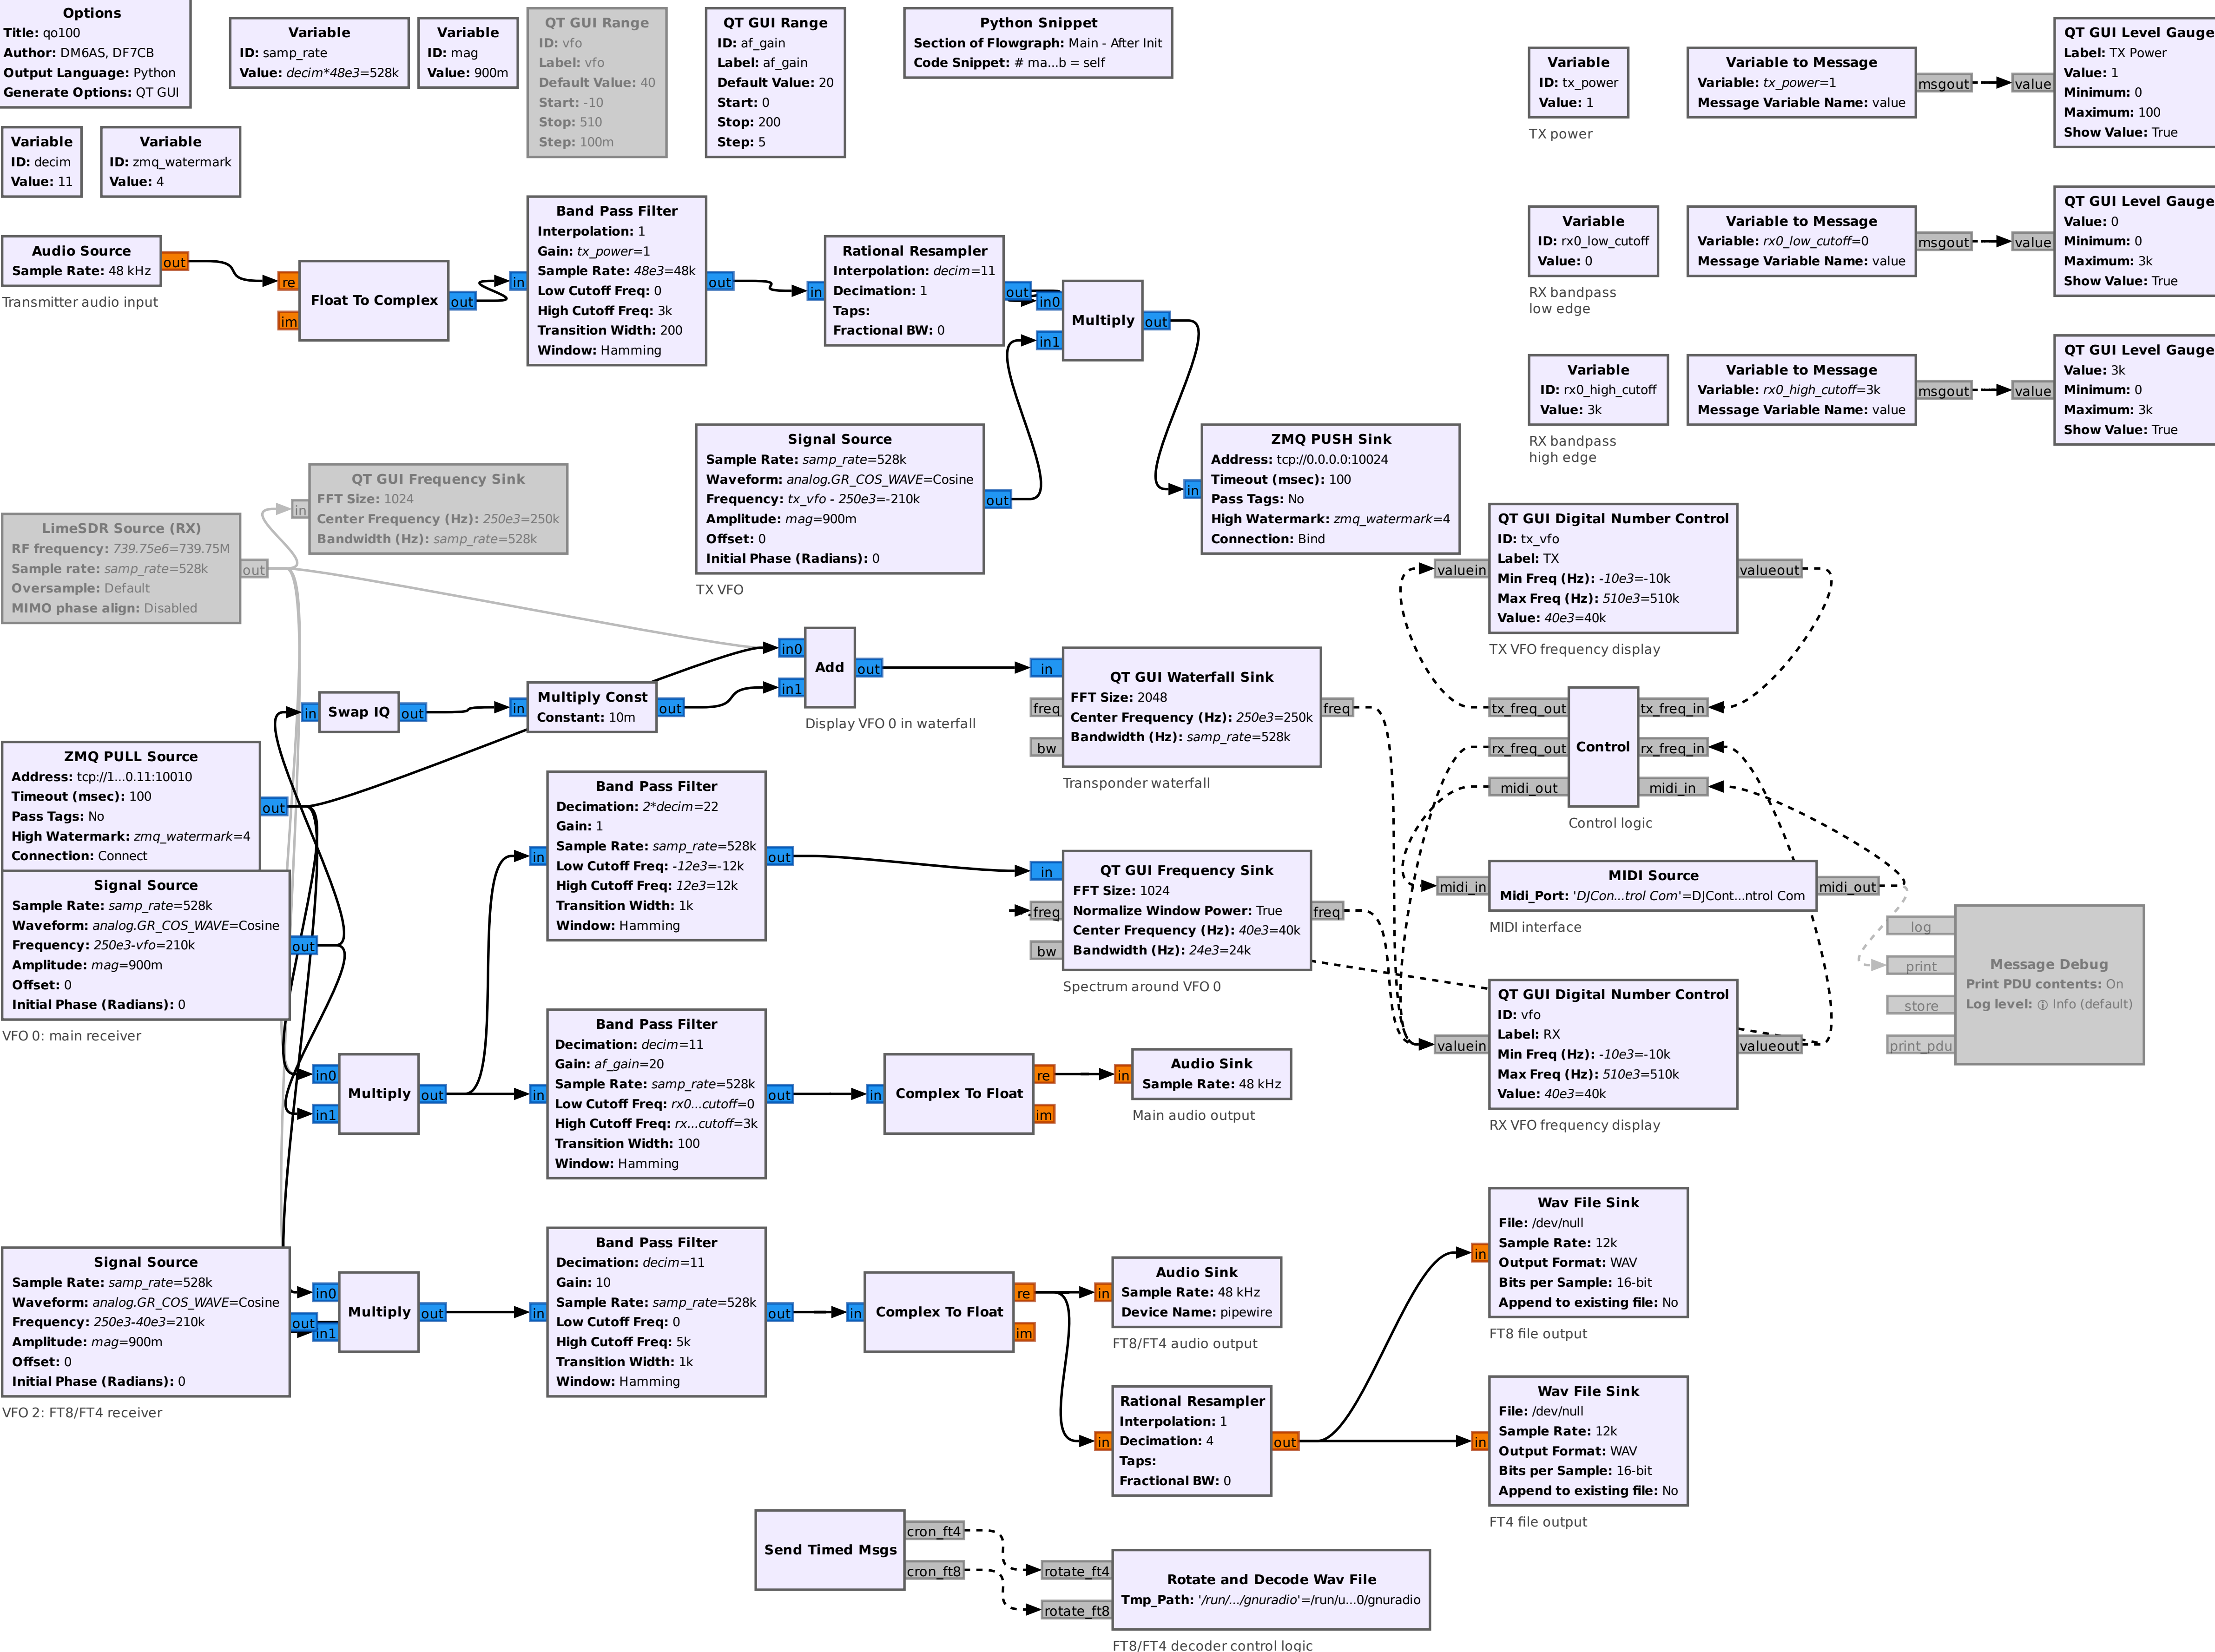 Options
Title: qo100
Author: DM6AS, DF7CB
Output Language: Python
Generate Options: QT GUI
Variable
ID: samp_rate
Value: decim*48e3=528k
Variable
ID: mag
Value: 900m
QT GUI Range
ID: vfo
Label: vfo
Default Value: 40
Start: -10
Stop: 510
Step: 100m
QT GUI Range
ID: af_gain
Label: af_gain
Default Value: 20
Start: 0
Stop: 200
Step: 5
Python Snippet
Section of Flowgraph: Main - After Init
Code Snippet: # ma...b = self
Variable
ID: tx_power
Value: 1
TX power
Variable to Message
Variable: tx_power=1
Message Variable Name: value
msgout
value
QT GUI Level Gauge
Label: TX Power
Value: 1
Minimum: 0
Maximum: 100
Show Value: True
Variable
ID: decim
Value: 11
Variable
ID: zmq_watermark
Value: 4
Variable
ID: rx0_low_cutoff
Value: 0
RX bandpass
low edge
Variable to Message
Variable: rx0_low_cutoff=0
Message Variable Name: value
msgout
value
QT GUI Level Gauge
Value: 0
Minimum: 0
Maximum: 3k
Show Value: True
Variable
ID: rx0_high_cutoff
Value: 3k
RX bandpass
high edge
Variable to Message
Variable: rx0_high_cutoff=3k
Message Variable Name: value
msgout
value
QT GUI Level Gauge
Value: 3k
Minimum: 0
Maximum: 3k
Show Value: True
Audio Source
Sample Rate: 48 kHz
out
Transmitter audio input
re
im
Float To Complex
out
in
Band Pass Filter
Interpolation: 1
Gain: tx_power=1
Sample Rate: 48e3=48k
Low Cutoff Freq: 0
High Cutoff Freq: 3k
Transition Width: 200
Window: Hamming
out
in
Rational Resampler
Interpolation: decim=11
Decimation: 1
Taps:
Fractional BW: 0
out
in0
in1
Multiply
out
Signal Source
Sample Rate: samp_rate=528k
Waveform: analog.GR_COS_WAVE=Cosine
Frequency: tx_vfo - 250e3=-210k
Amplitude: mag=900m
Offset: 0
Initial Phase (Radians): 0
out
TX VFO
in
ZMQ PUSH Sink
Address: tcp://0.0.0.0:10024
Timeout (msec): 100
Pass Tags: No
High Watermark: zmq_watermark=4
Connection: Bind
in
QT GUI Frequency Sink
FFT Size: 1024
Center Frequency (Hz): 250e3=250k
Bandwidth (Hz): samp_rate=528k
LimeSDR Source (RX)
RF frequency: 739.75e6=739.75M
Sample rate: samp_rate=528k
Oversample: Default
MIMO phase align: Disabled
out
valuein
QT GUI Digital Number Control
ID: tx_vfo
Label: TX
Min Freq (Hz): -10e3=-10k
Max Freq (Hz): 510e3=510k
Value: 40e3=40k
valueout
TX VFO frequency display
in
Swap IQ
out
in
Multiply Const
Constant: 10m
out
in0
in1
Add
out
Display VFO 0 in waterfall
in
freq
bw
QT GUI Waterfall Sink
FFT Size: 2048
Center Frequency (Hz): 250e3=250k
Bandwidth (Hz): samp_rate=528k
freq
Transponder waterfall
tx_freq_out
rx_freq_out
midi_out
Control
tx_freq_in
rx_freq_in
midi_in
Control logic
ZMQ PULL Source
Address: tcp://1...0.11:10010
Timeout (msec): 100
Pass Tags: No
High Watermark: zmq_watermark=4
Connection: Connect
out
Signal Source
Sample Rate: samp_rate=528k
Waveform: analog.GR_COS_WAVE=Cosine
Frequency: 250e3-vfo=210k
Amplitude: mag=900m
Offset: 0
Initial Phase (Radians): 0
out
VFO 0: main receiver
in
Band Pass Filter
Decimation: 2*decim=22
Gain: 1
Sample Rate: samp_rate=528k
Low Cutoff Freq: -12e3=-12k
High Cutoff Freq: 12e3=12k
Transition Width: 1k
Window: Hamming
out
in
freq
bw
QT GUI Frequency Sink
FFT Size: 1024
Normalize Window Power: True
Center Frequency (Hz): 40e3=40k
Bandwidth (Hz): 24e3=24k
freq
Spectrum around VFO 0
midi_in
MIDI Source
Midi_Port: 'DJCon...trol Com'=DJCont...ntrol Com
midi_out
MIDI interface
log
print
store
print_pdu
Message Debug
Print PDU contents: On
Log level: ⓘ Info (default)
valuein
QT GUI Digital Number Control
ID: vfo
Label: RX
Min Freq (Hz): -10e3=-10k
Max Freq (Hz): 510e3=510k
Value: 40e3=40k
valueout
RX VFO frequency display
in0
in1
Multiply
out
in
Band Pass Filter
Decimation: decim=11
Gain: af_gain=20
Sample Rate: samp_rate=528k
Low Cutoff Freq: rx0...cutoff=0
High Cutoff Freq: rx...cutoff=3k
Transition Width: 100
Window: Hamming
out
in
Complex To Float
re
im
in
Audio Sink
Sample Rate: 48 kHz
Main audio output
Signal Source
Sample Rate: samp_rate=528k
Waveform: analog.GR_COS_WAVE=Cosine
Frequency: 250e3-40e3=210k
Amplitude: mag=900m
Offset: 0
Initial Phase (Radians): 0
out
VFO 2: FT8/FT4 receiver
in0
in1
Multiply
out
in
Band Pass Filter
Decimation: decim=11
Gain: 10
Sample Rate: samp_rate=528k
Low Cutoff Freq: 0
High Cutoff Freq: 5k
Transition Width: 1k
Window: Hamming
out
in
Complex To Float
re
im
in
Audio Sink
Sample Rate: 48 kHz
Device Name: pipewire
FT8/FT4 audio output
in
Rational Resampler
Interpolation: 1
Decimation: 4
Taps:
Fractional BW: 0
out
in
Wav File Sink
File: /dev/null
Sample Rate: 12k
Output Format: WAV
Bits per Sample: 16-bit
Append to existing file: No
FT8 file output
in
Wav File Sink
File: /dev/null
Sample Rate: 12k
Output Format: WAV
Bits per Sample: 16-bit
Append to existing file: No
FT4 file output
Send Timed Msgs
cron_ft4
cron_ft8
rotate_ft4
rotate_ft8
Rotate and Decode Wav File
Tmp_Path: '/run/.../gnuradio'=/run/u...0/gnuradio
FT8/FT4 decoder control logic